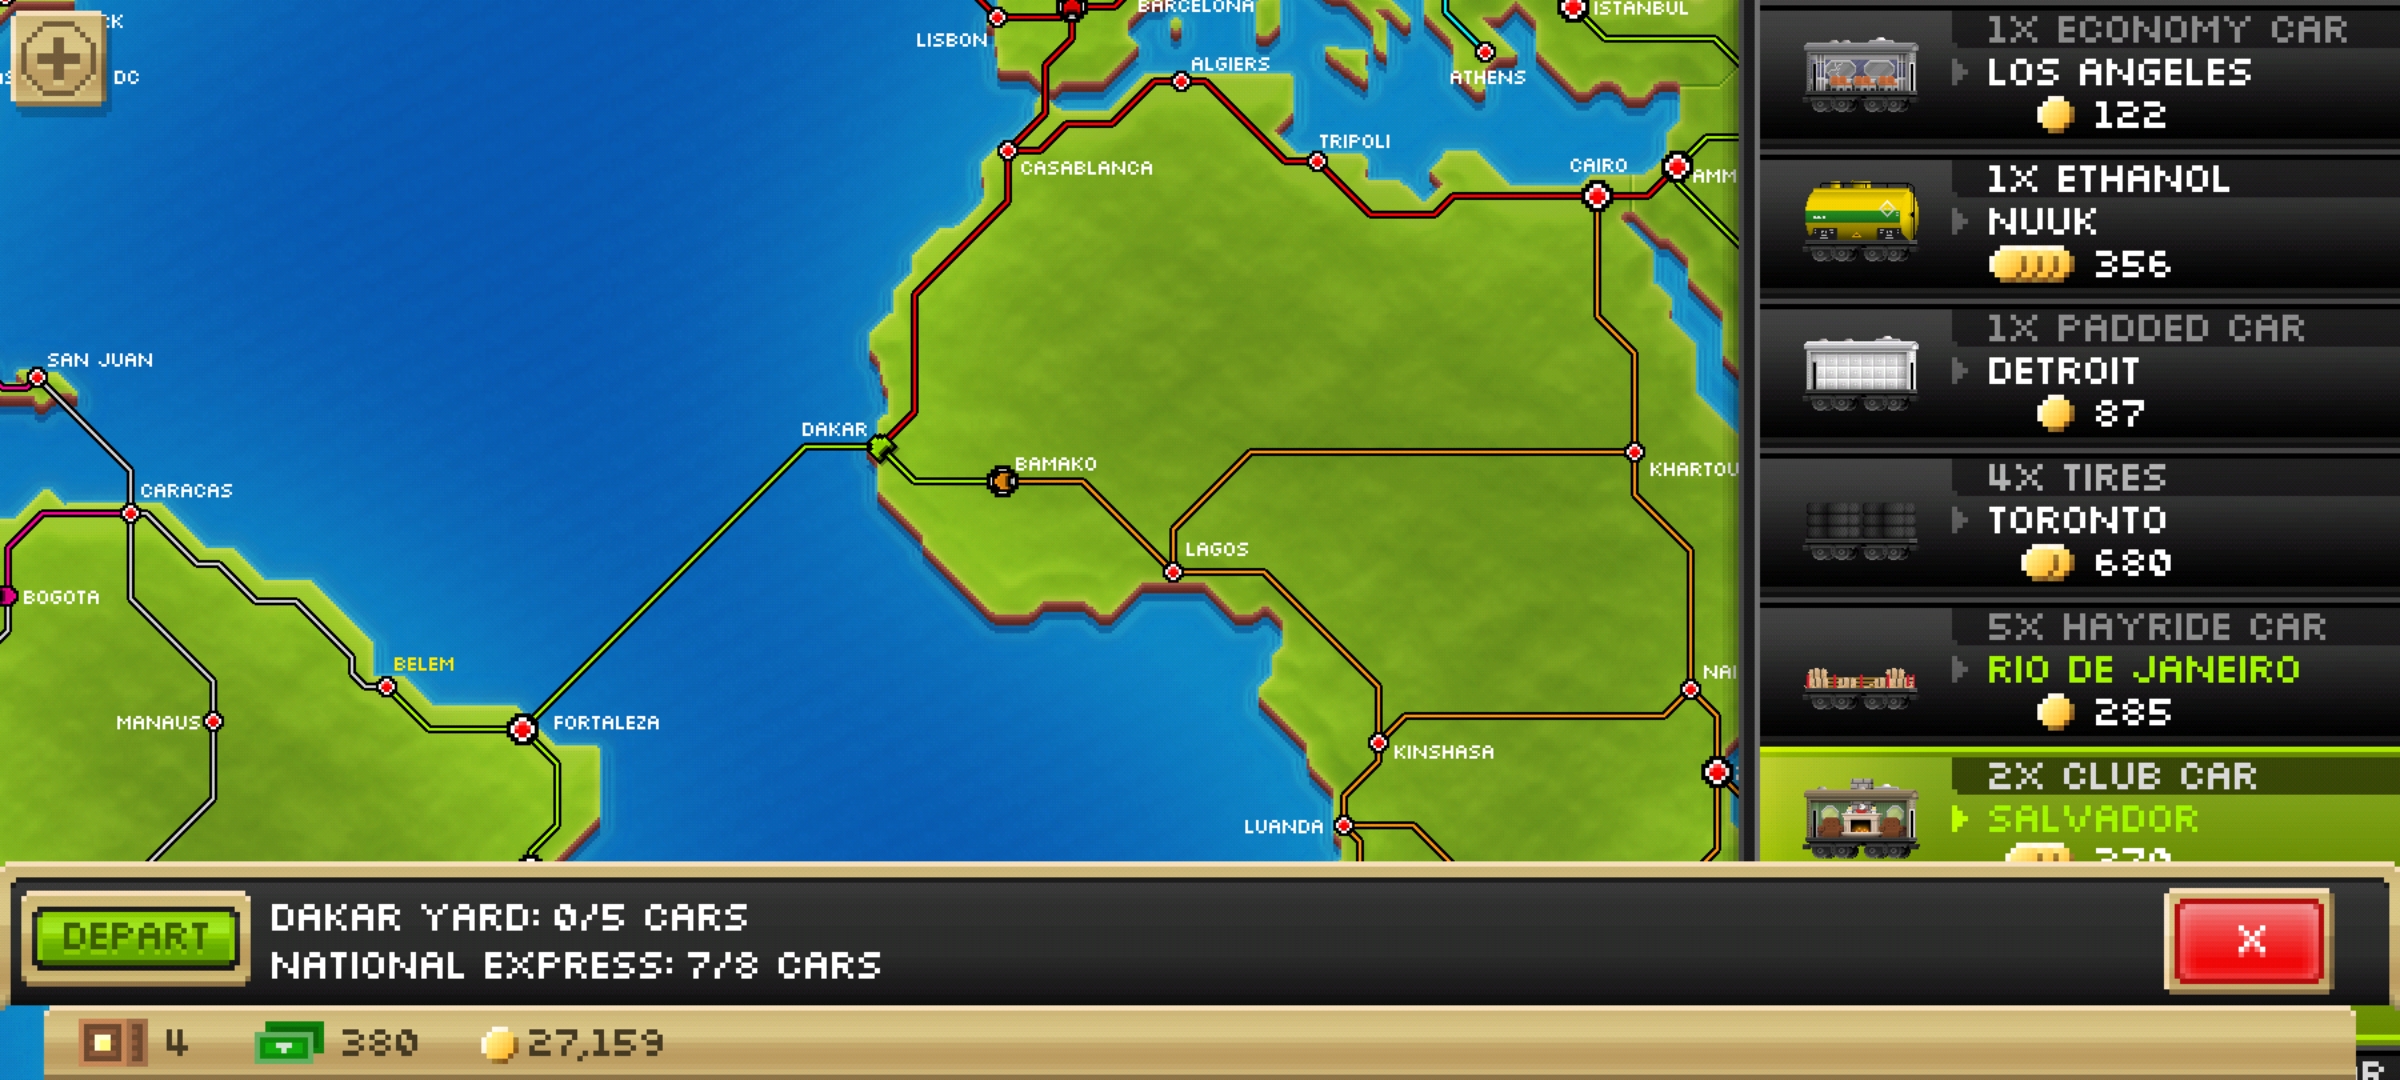 CK
DC
LISBON
BARCELONA
ISTANBUL
ALGIERS
ATHENS
TRIPOLI
CASABLANCA
CAIRO
AMM
SAN JUAN
DAKAR
BAMAKO
KHARTOU
CARACAS
LAGOS
BOGOTA
BELEM
NAI
MANAUS
FORTALEZA
KINSHASA
LUANDA
1X ECONOMY CAR
LOS ANGELES
122
1X ETHANOL
NUUK
356
1X PADDED CAR
DETROIT
87
4X TIRES
TORONTO
680
5X HAYRIDE CAR
RIO DE JANEIRO
285
2X CLUB CAR
SALVADOR
370
DEPART
DAKAR YARD: 0/5 CARS
NATIONAL EXPRESS: 7/8 CARS
X
4
380
27,159